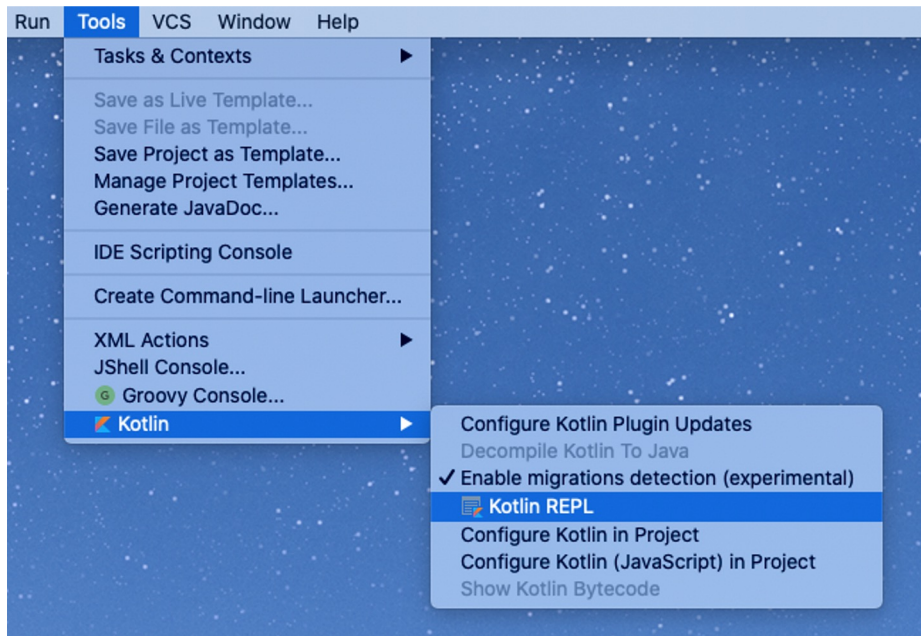 Run Tools VCS Window Help
Tasks & Contexts
Save as Live Template...
Save File as Template...
Save Project as Template...
Manage Project Templates...
Generate JavaDoc...
IDE Scripting Console
Create Command-line Launcher...
XML Actions
JShell Console...
G Groovy Console...
Kotlin
Configure Kotlin Plugin Updates
Decompile Kotlin To Java
Enable migrations detection (experimental)
Kotlin REPL
Configure Kotlin in Project
Configure Kotlin (JavaScript) in Project
Show Kotlin Bytecode